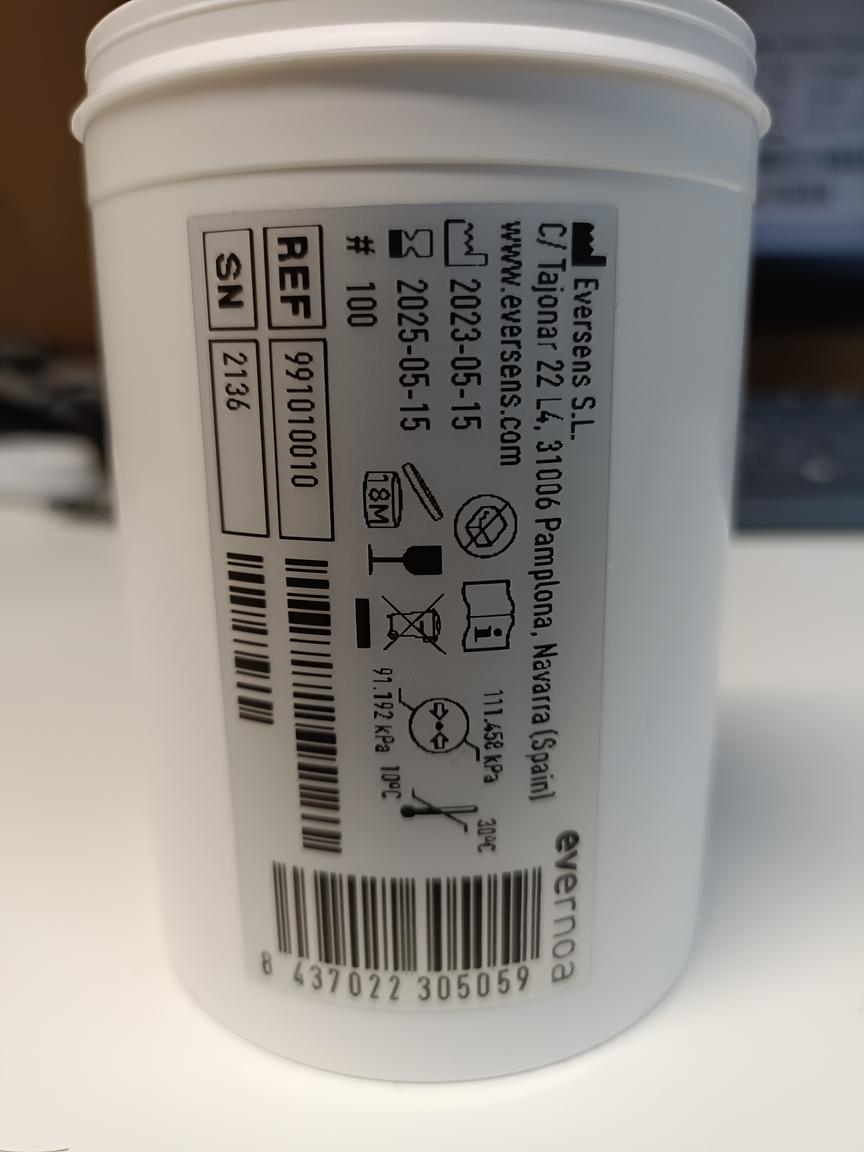 Eversens S.L.
C/ Tajonar 22 L4, 31006 Pamplona, Navarra (Spain)
www.eversens.com
2023-05-15
2025-05-15
# 100
REF 991010010
SN 2136
18M
111.458 kPa
91.192 kPa
30ºC
10ºC
evernoa
8 437022 305059